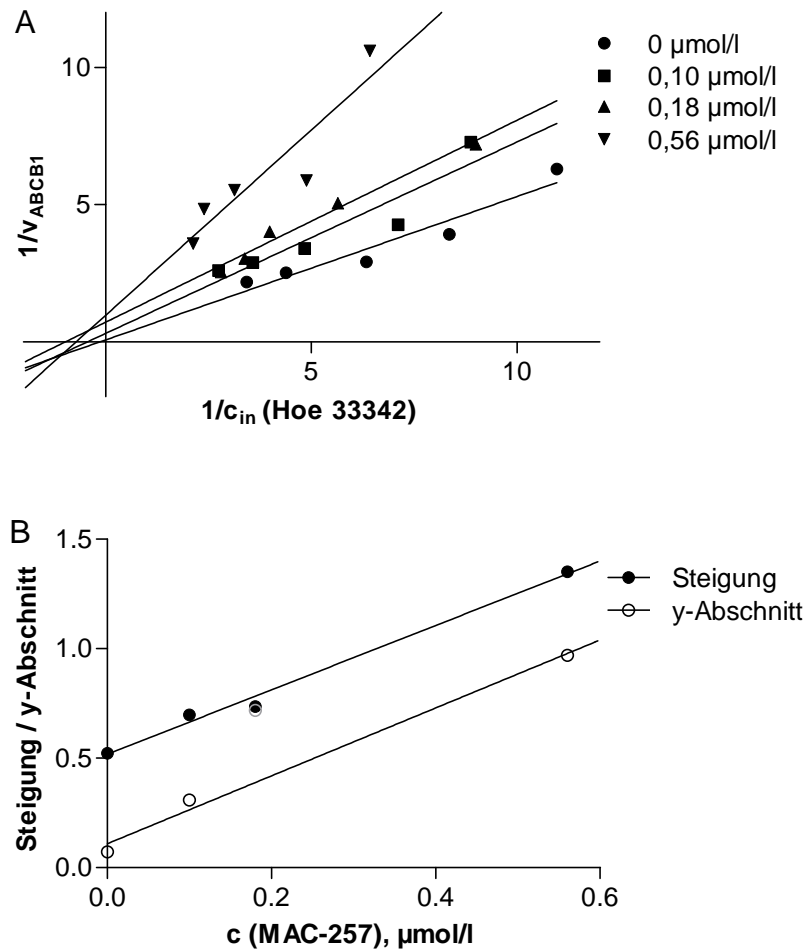 A
10
5
1/vABCB1
5
10
1/cin (Hoe 33342)
0 µmol/l
0,10 µmol/l
0,18 µmol/l
0,56 µmol/l
B
1.5
1.0
0.5
0.0
Steigung / y-Abschnitt
0.0
0.2
0.4
0.6
c (MAC-257), µmol/l
Steigung
y-Abschnitt